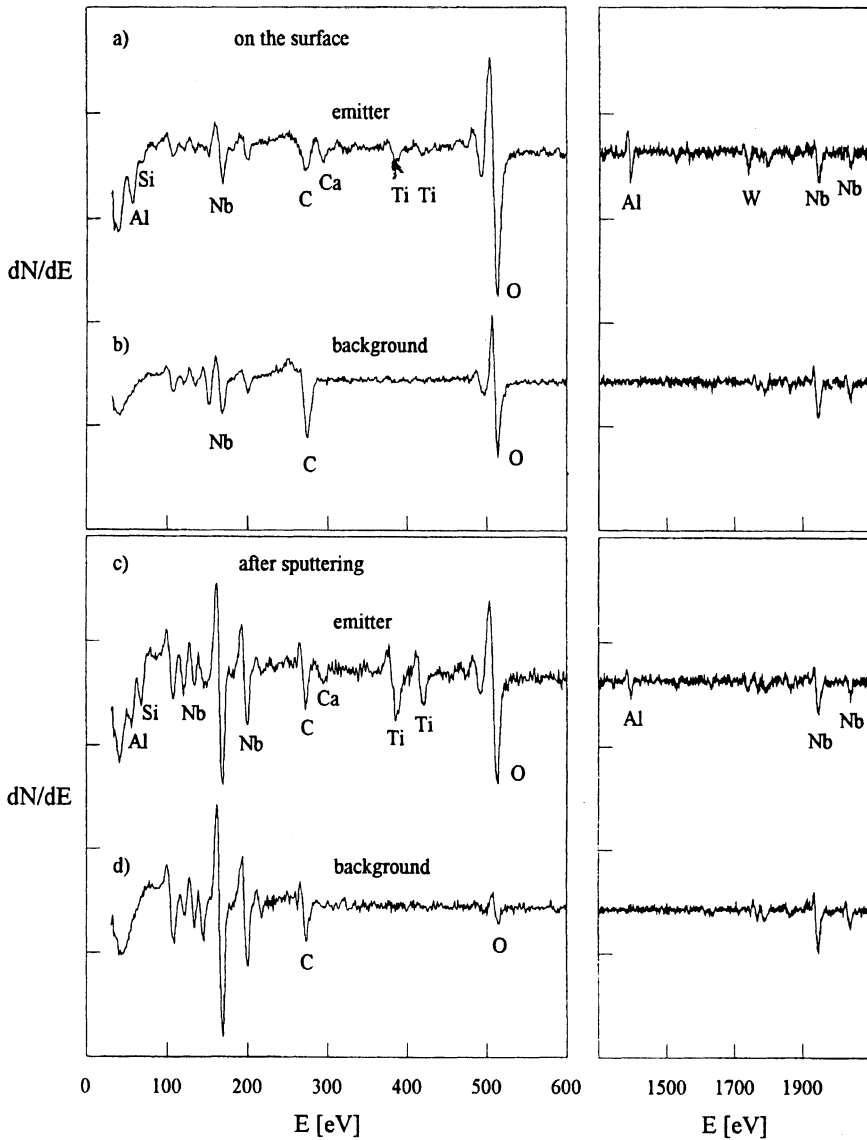 a) on the surface
emitter
Si
Al
Nb
C
Ca
Ti Ti
O
Al
W
Nb
Nb
dN/dE
b) background
Nb
C
O
c) after sputtering
emitter
Si
Al
Nb
Nb
C
Ca
Ti
Ti
O
Al
Nb
Nb
dN/dE
d) background
C
O
0 100 200 300 400 500 600
1500 1700 1900
E [eV]
E [eV]